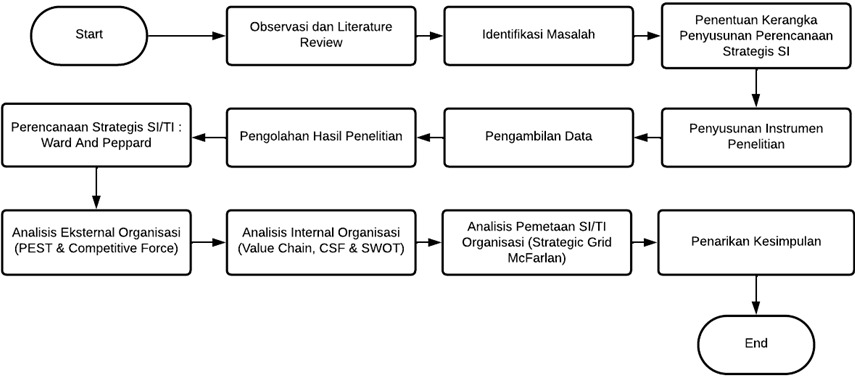 Start
Observasi dan Literature
Review
Identifikasi Masalah
Penentuan Kerangka
Penyusunan Perencanaan
Strategis SI
Penyusunan Instrumen
Penelitian
Pengambilan Data
Pengolahan Hasil Penelitian
Perencanaan Strategis SI/TI :
Ward And Peppard
Analisis Eksternal Organisasi
(PEST & Competitive Force)
Analisis Internal Organisasi
(Value Chain, CSF & SWOT)
Analisis Pemetaan SI/TI
Organisasi (Strategic Grid
McFarlan)
Penarikan Kesimpulan
End